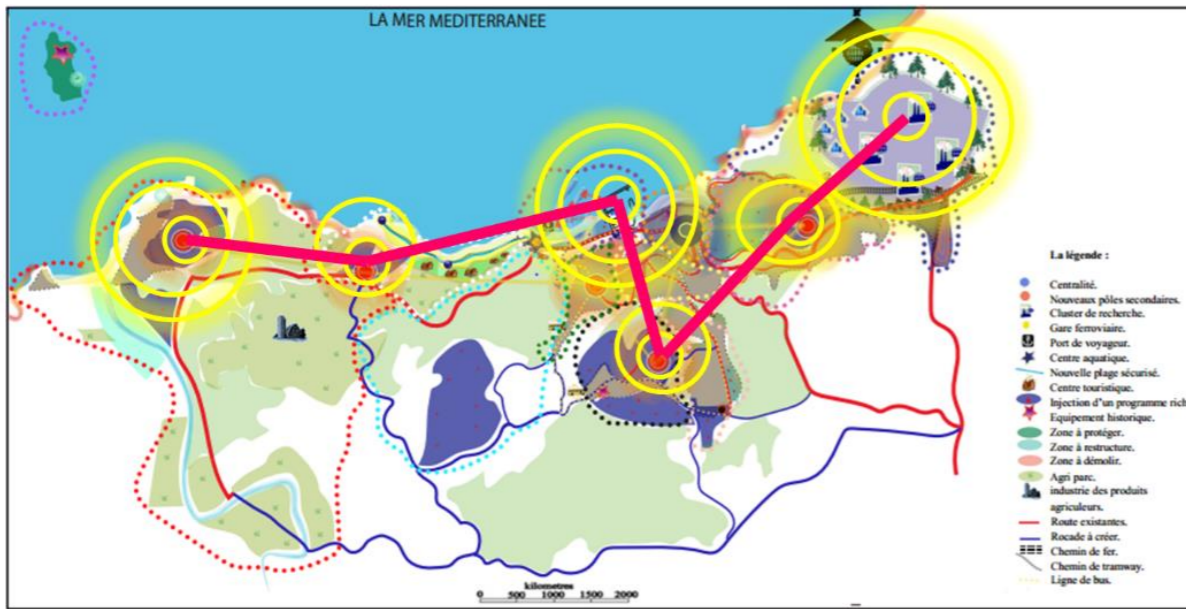 LA MER MEDITERRANEE
La légende :
Centralité.
Nouveaux pôles secondaires.
Cluster de recherche.
Gare ferroviaire.
Port de voyageur.
Centre aquatique.
Nouvelle plage sécurisé.
Centre touristique.
Injection d'un programme rich
Equipement historique.
Zone à protéger.
Zone à restructure.
Zone à démolir.
Agri parc.
industrie des produits
agriculeurs.
Route existantes.
Rocade à créer.
Chemin de fer.
Chemin de tramway.
Ligne de bus.
kilometres
0 500 1000 1500 2000